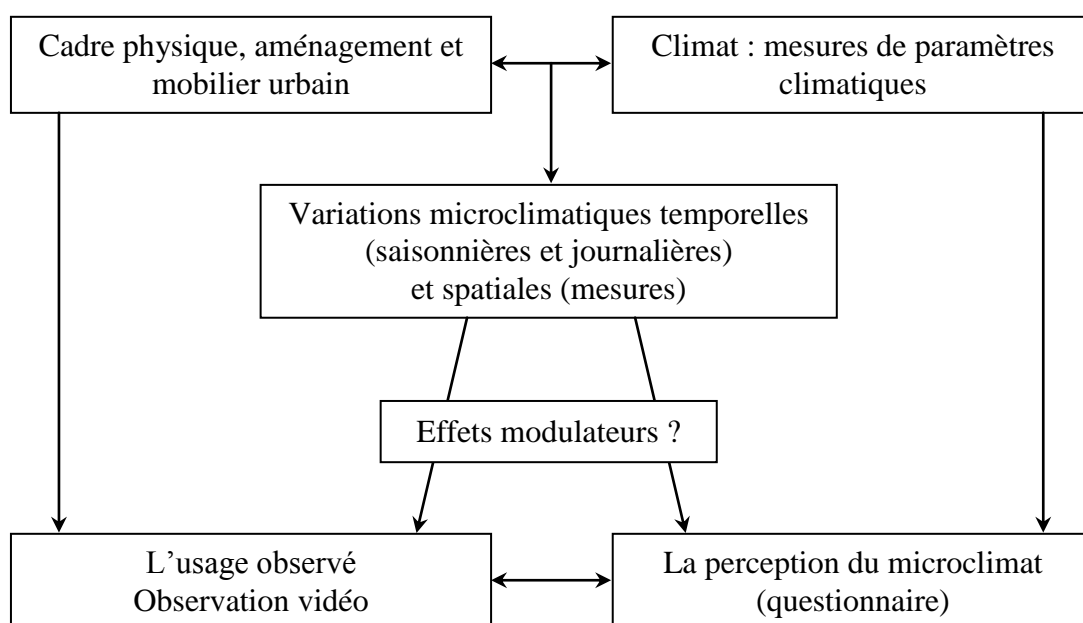 Cadre physique, aménagement et
mobilier urbain
Climat : mesures de paramètres
climatiques
Variations microclimatiques temporelles
(saisonnières et journalières)
et spatiales (mesures)
Effets modulateurs ?
L’usage observé
Observation vidéo
La perception du microclimat
(questionnaire)